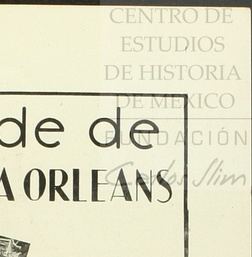 CENTRO DE
ESTUDIOS
DE HISTORIA
DE MEXICO
FUNDACIÓN
Carlos Slim
de de
A ORLEANS